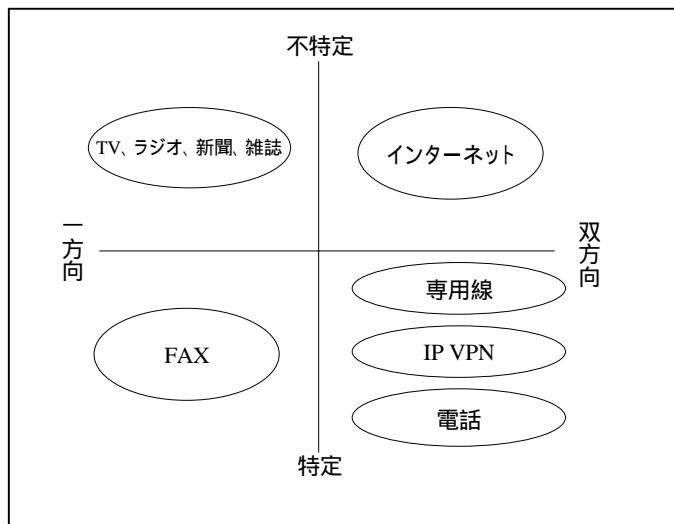 不特定
TV、ラジオ、新聞、雑誌
インターネット
一方向
双方向
専用線
FAX
IP VPN
電話
特定